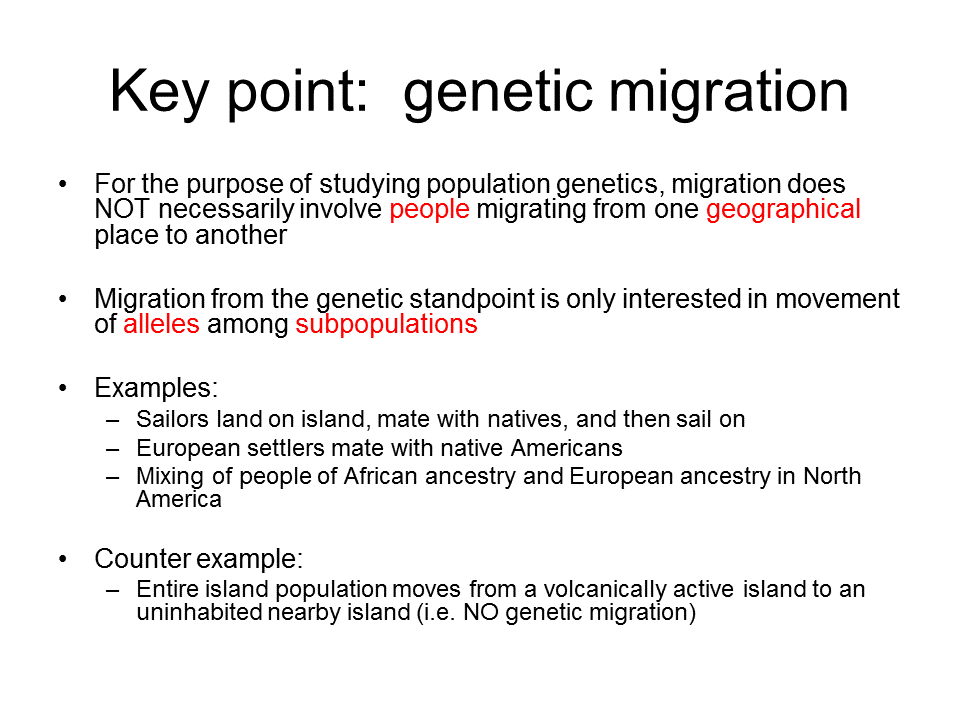 Key point:  genetic migration
• For the purpose of studying population genetics, migration does
NOT necessarily involve people migrating from one geographical
place to another
• Migration from the genetic standpoint is only interested in movement
of alleles among subpopulations
• Examples:
– Sailors land on island, mate with natives, and then sail on
– European settlers mate with native Americans
– Mixing of people of African ancestry and European ancestry in North
America
• Counter example:
– Entire island population moves from a volcanically active island to an
uninhabited nearby island (i.e. NO genetic migration)